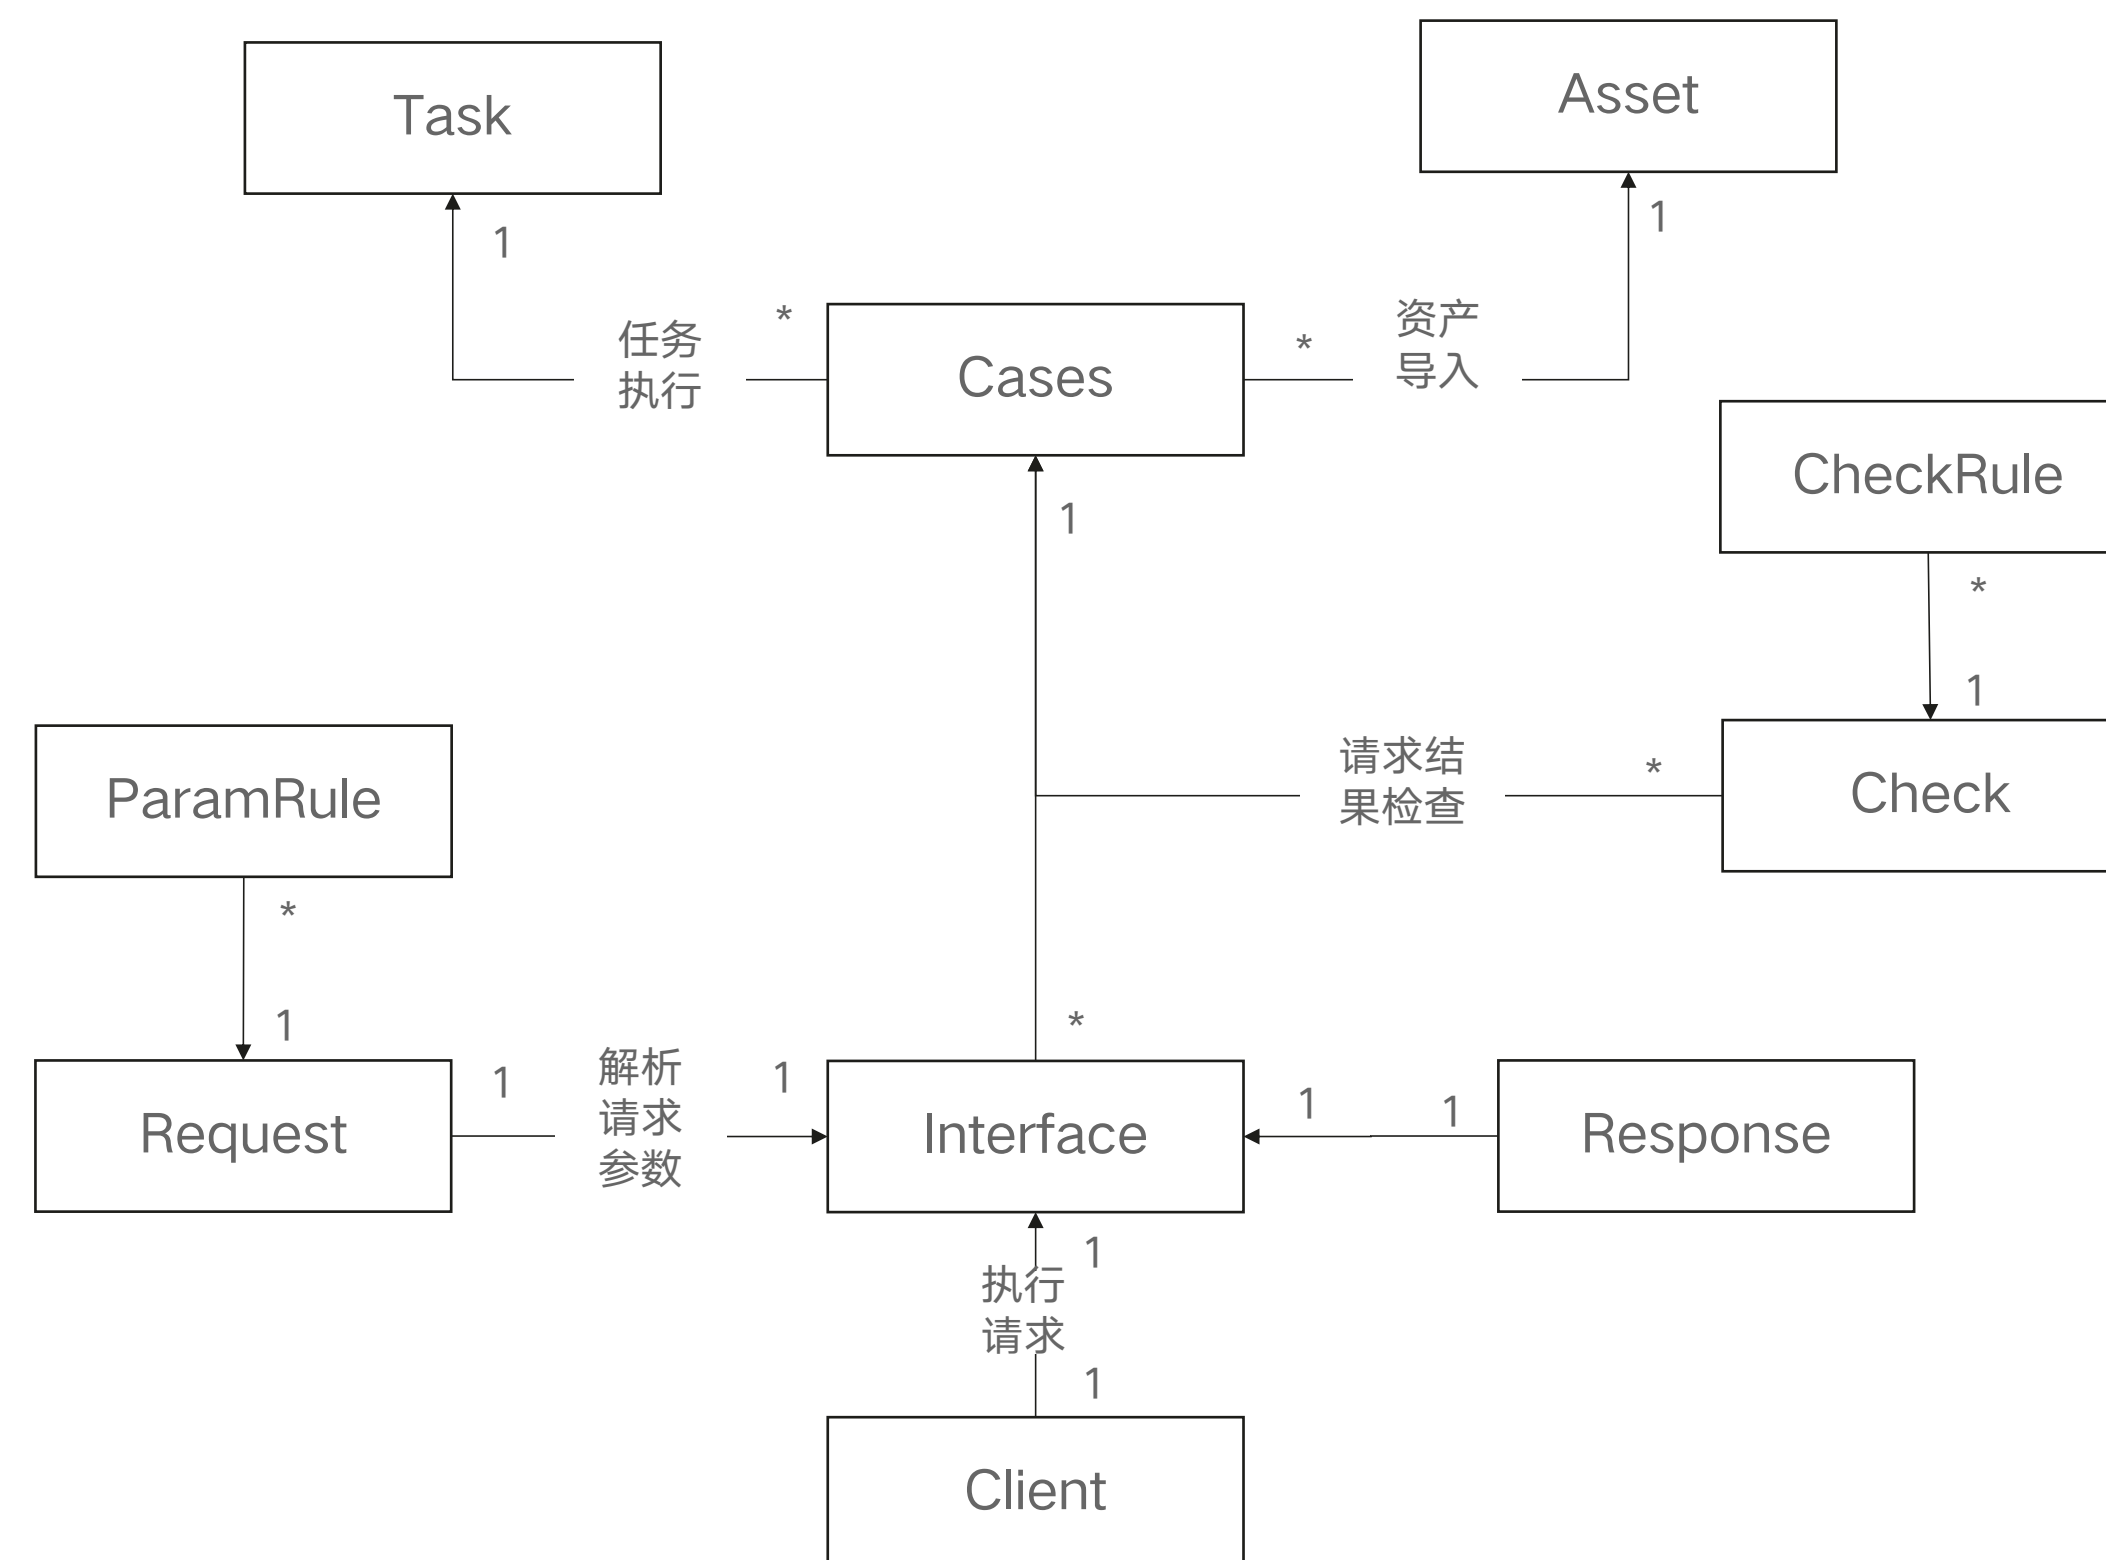 Asset
Task
1
1
任务
执行
*
Cases
*
资产
导入
CheckRule
1
*
1
ParamRule
请求结
果检查
*
Check
*
1
*
Request
1
解析
请求
参数
1
Interface
1
1
Response
1
执行
请求
1
Client